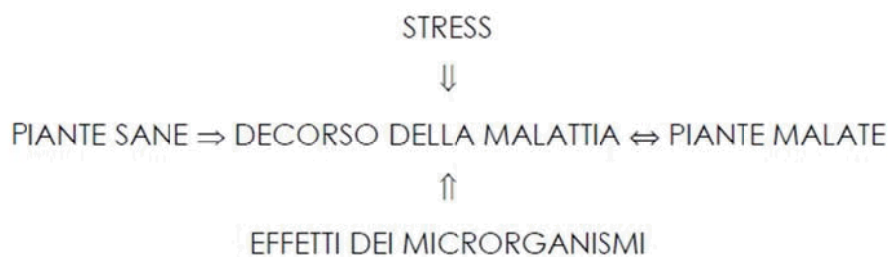 STRESS
⇓
PIANTE SANE ⇒ DECORSO DELLA MALATTIA ⇔ PIANTE MALATE
⇑
EFFETTI DEI MICRORGANISMI